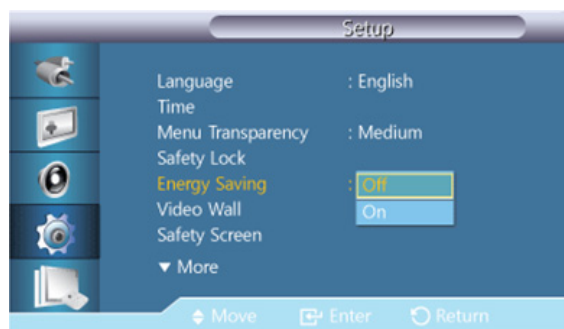 Setup
Language : English
Time
Menu Transparency : Medium
Safety Lock
Energy Saving : Off
Video Wall On
Safety Screen
▼ More
Move Enter Return